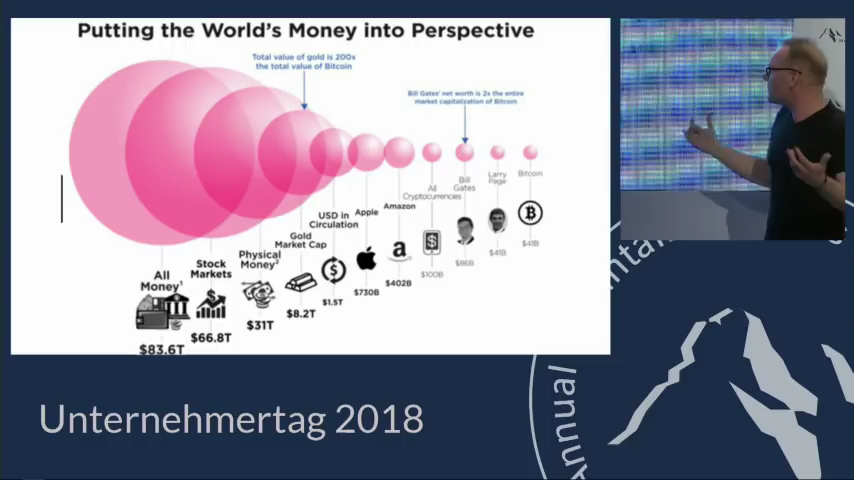 Putting the World's Money into Perspective
Total value of gold is 200x
the total value of Bitcoin
Bill Gates' net worth is 2x the entire
market capitalization of Bitcoin
All
Money¹
$83.6T
Stock
Markets
$66.8T
Physical
Money²
$31T
Gold
Market Cap
$8.2T
USD in
Circulation
$1.5T
Apple
$730B
Amazon
a
$402B
All
Cryptocurrencies
$100B
Bill
Gates
$86B
Larry
Page
$41B
Bitcoin
$41B
Unternehmertag 2018
Annual